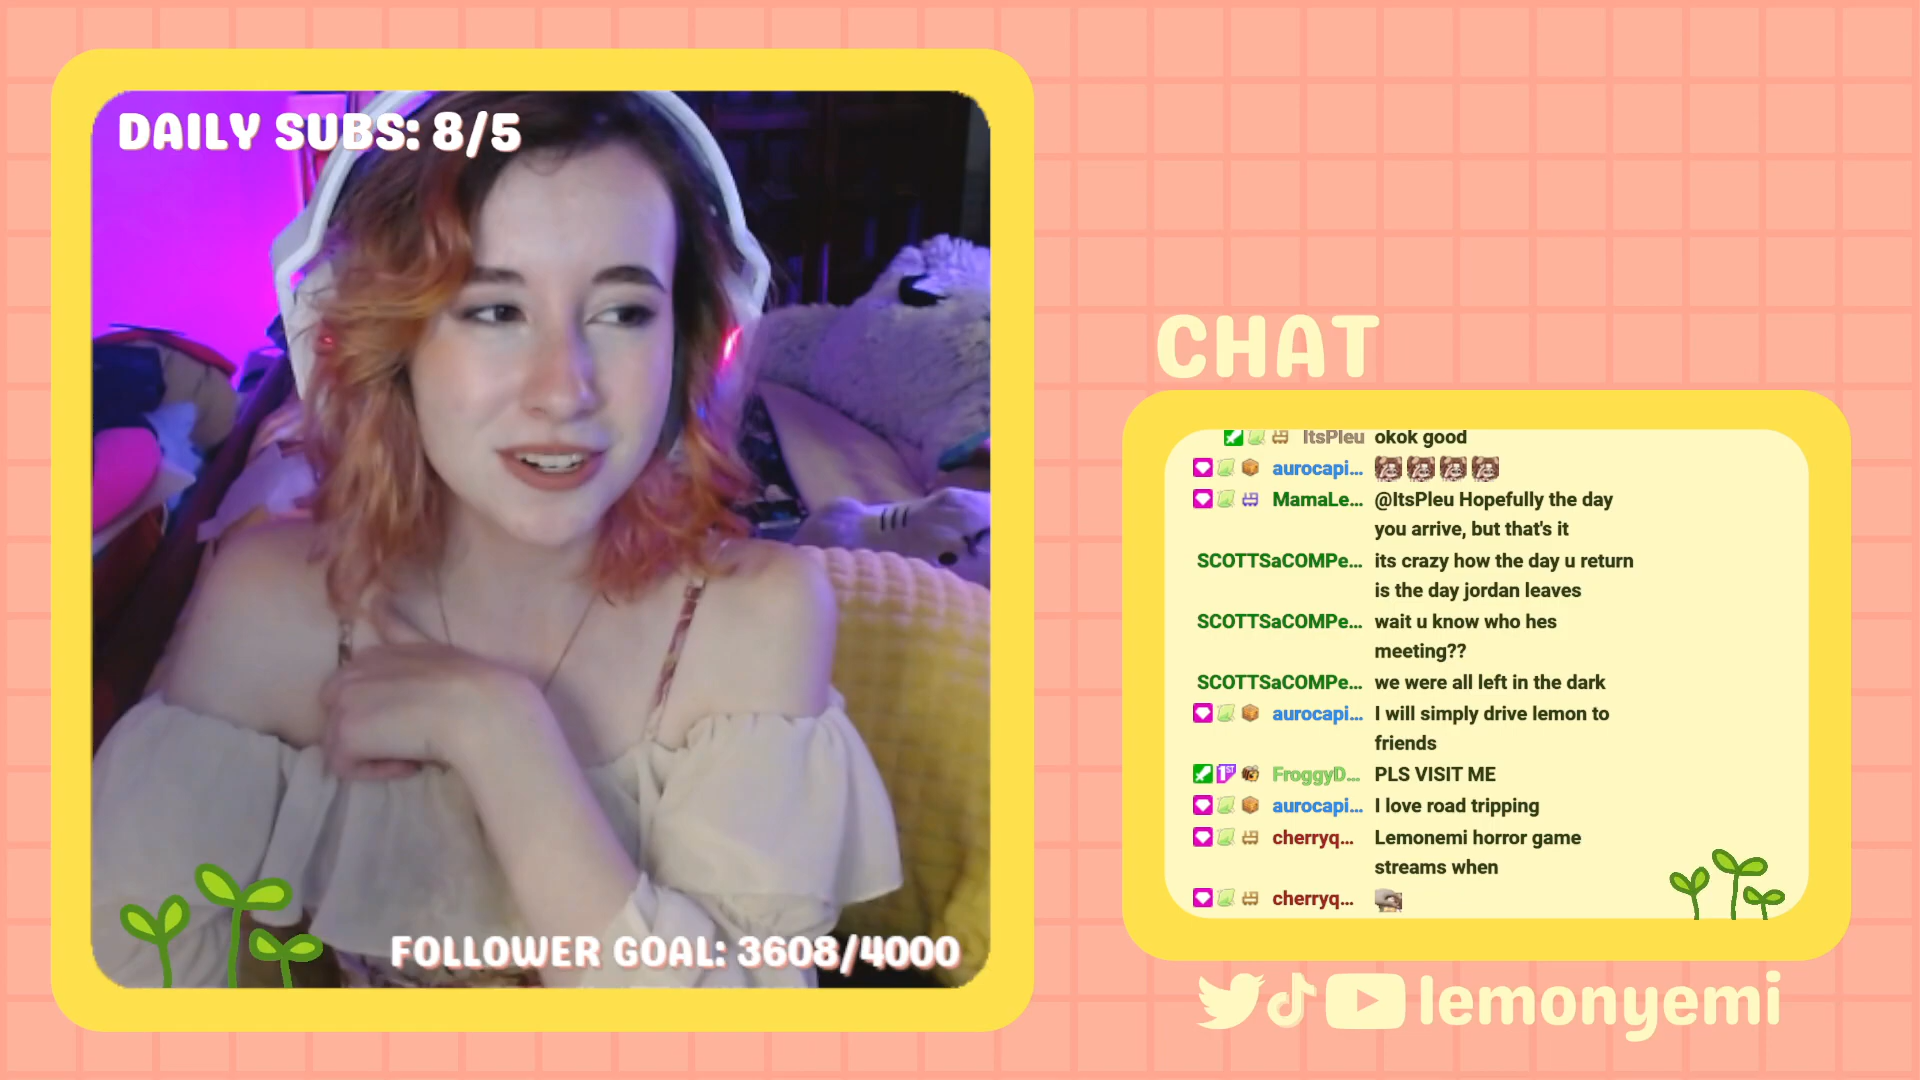 DAILY SUBS: 8/5
FOLLOWER GOAL: 3608/4000
CHAT
ItsPleu okok good
aurocapi...
MamaLe... @ItsPleu Hopefully the day
you arrive, but that's it
SCOTTSaCOMPe... its crazy how the day u return
is the day jordan leaves
SCOTTSaCOMPe... wait u know who hes
meeting??
SCOTTSaCOMPe... we were all left in the dark
aurocapi... I will simply drive lemon to
friends
1ST FroggyD... PLS VISIT ME
aurocapi... I love road tripping
cherryq... Lemonemi horror game
streams when
cherryq...
lemonyemi